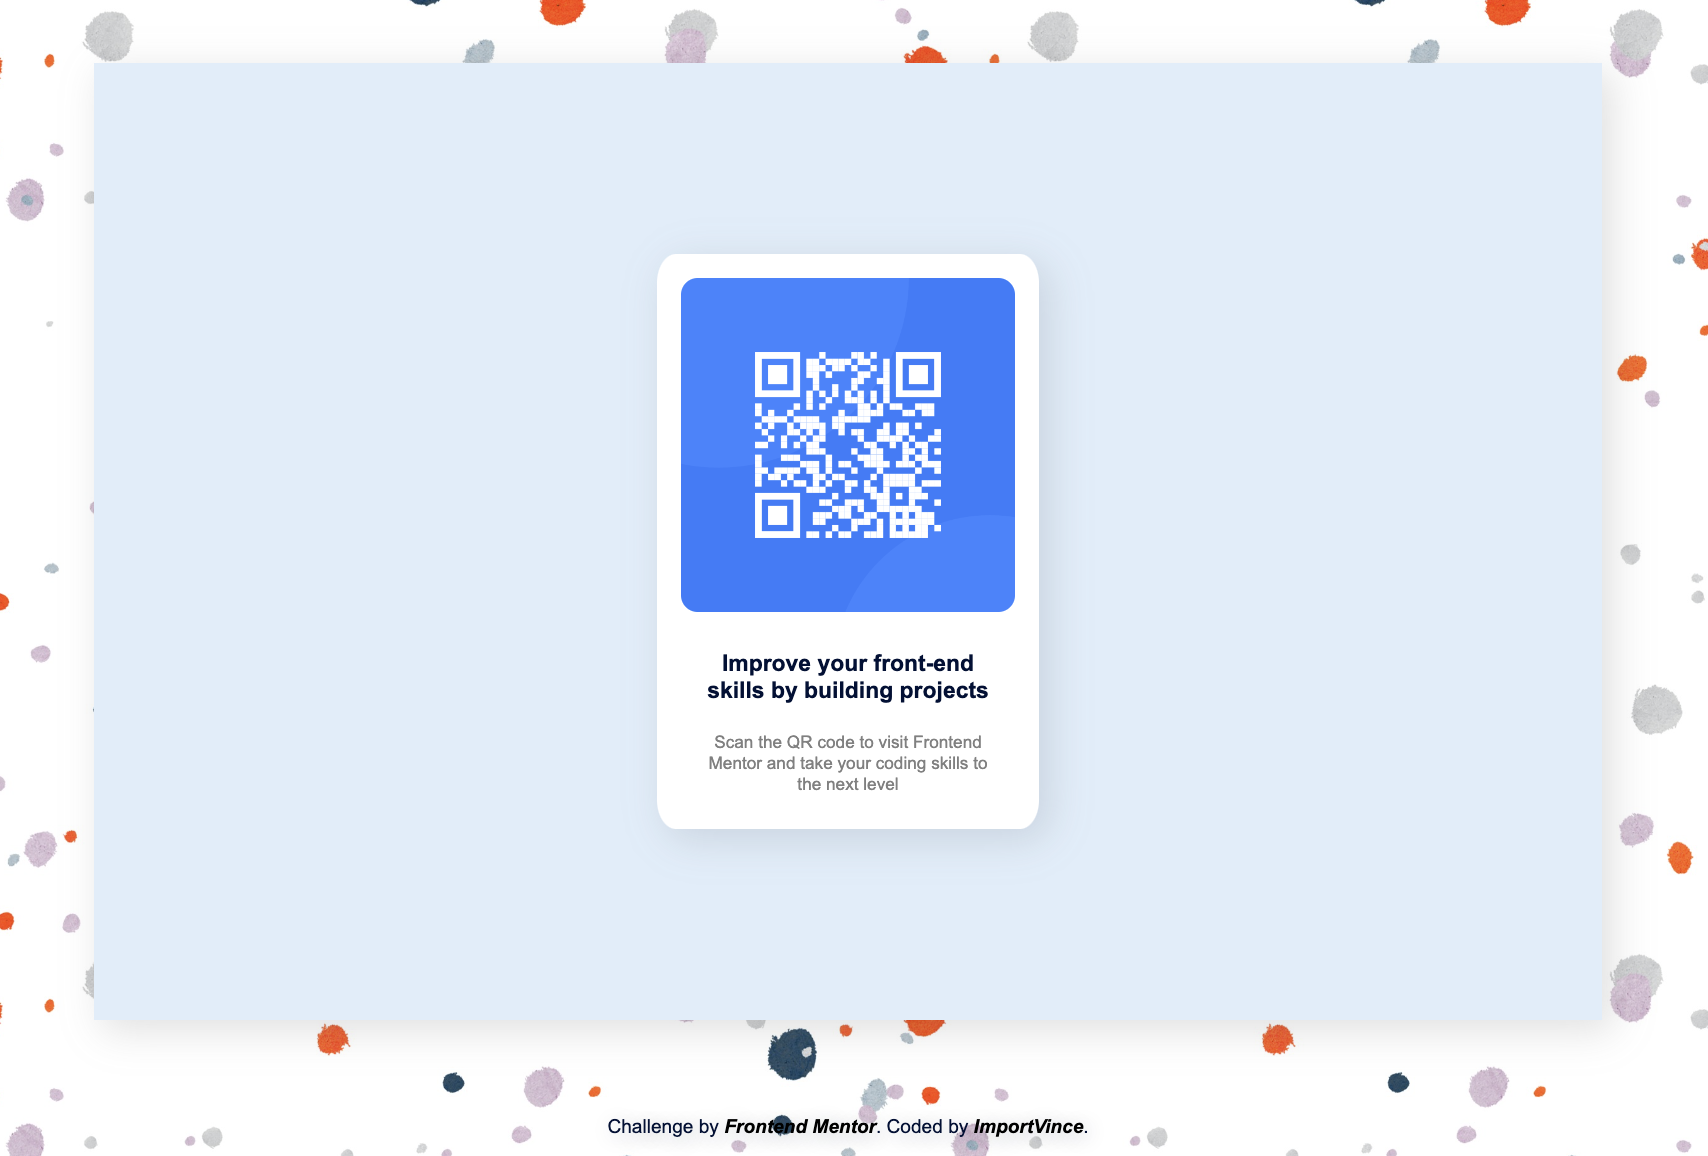 Improve your front-end
skills by building projects
Scan the QR code to visit Frontend
Mentor and take your coding skills to
the next level
Challenge by Frontend Mentor. Coded by ImportVince.